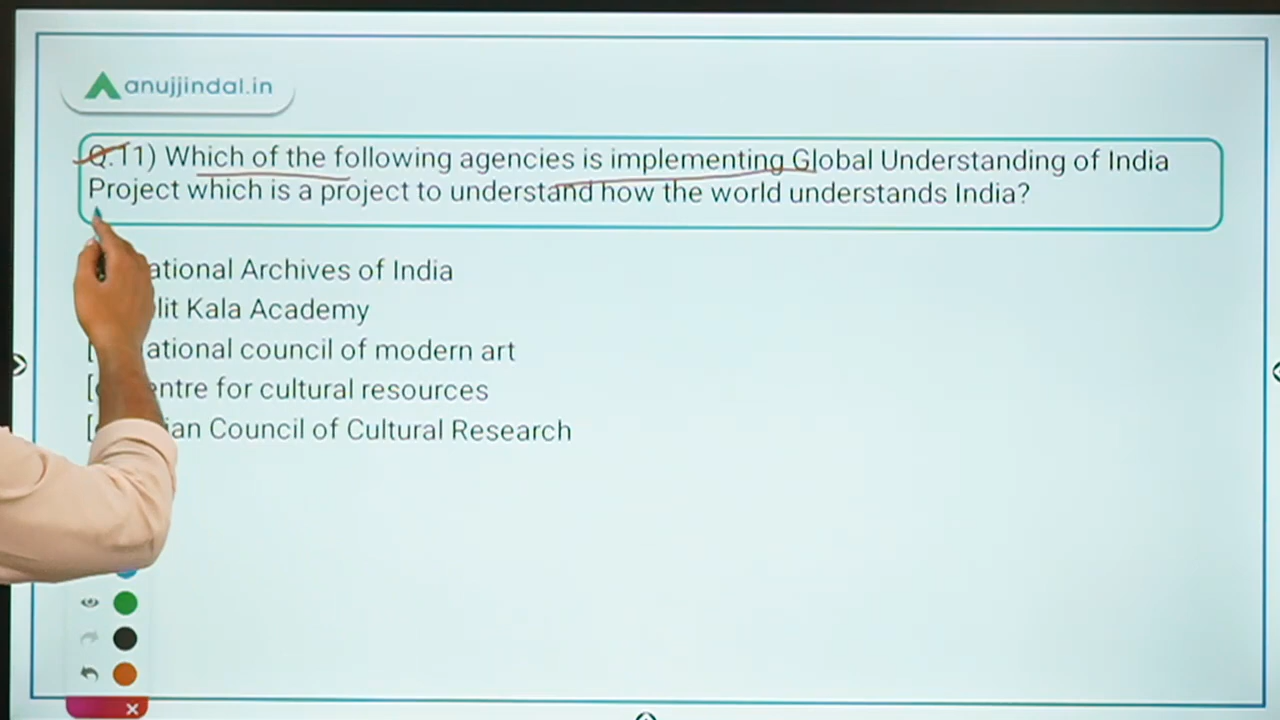 anujjindal.in
Q.11) Which of the following agencies is implementing Global Understanding of India
Project which is a project to understand how the world understands India?
ational Archives of India
lit Kala Academy
[ ational council of modern art
[ entre for cultural resources
[ ian Council of Cultural Research